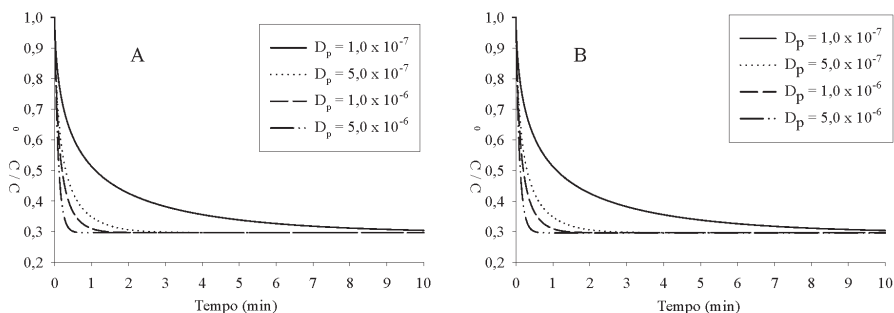 A
1,0
0,9
0,8
0,7
0,6
0,5
0,4
0,3
0,2
C / C₀
0 1 2 3 4 5 6 7 8 9 10
Tempo (min)
Dₚ = 1,0 x 10⁻⁷
Dₚ = 5,0 x 10⁻⁷
Dₚ = 1,0 x 10⁻⁶
Dₚ = 5,0 x 10⁻⁶
B
1,0
0,9
0,8
0,7
0,6
0,5
0,4
0,3
0,2
C / C₀
0 1 2 3 4 5 6 7 8 9 10
Tempo (min)
Dₚ = 1,0 x 10⁻⁷
Dₚ = 5,0 x 10⁻⁷
Dₚ = 1,0 x 10⁻⁶
Dₚ = 5,0 x 10⁻⁶